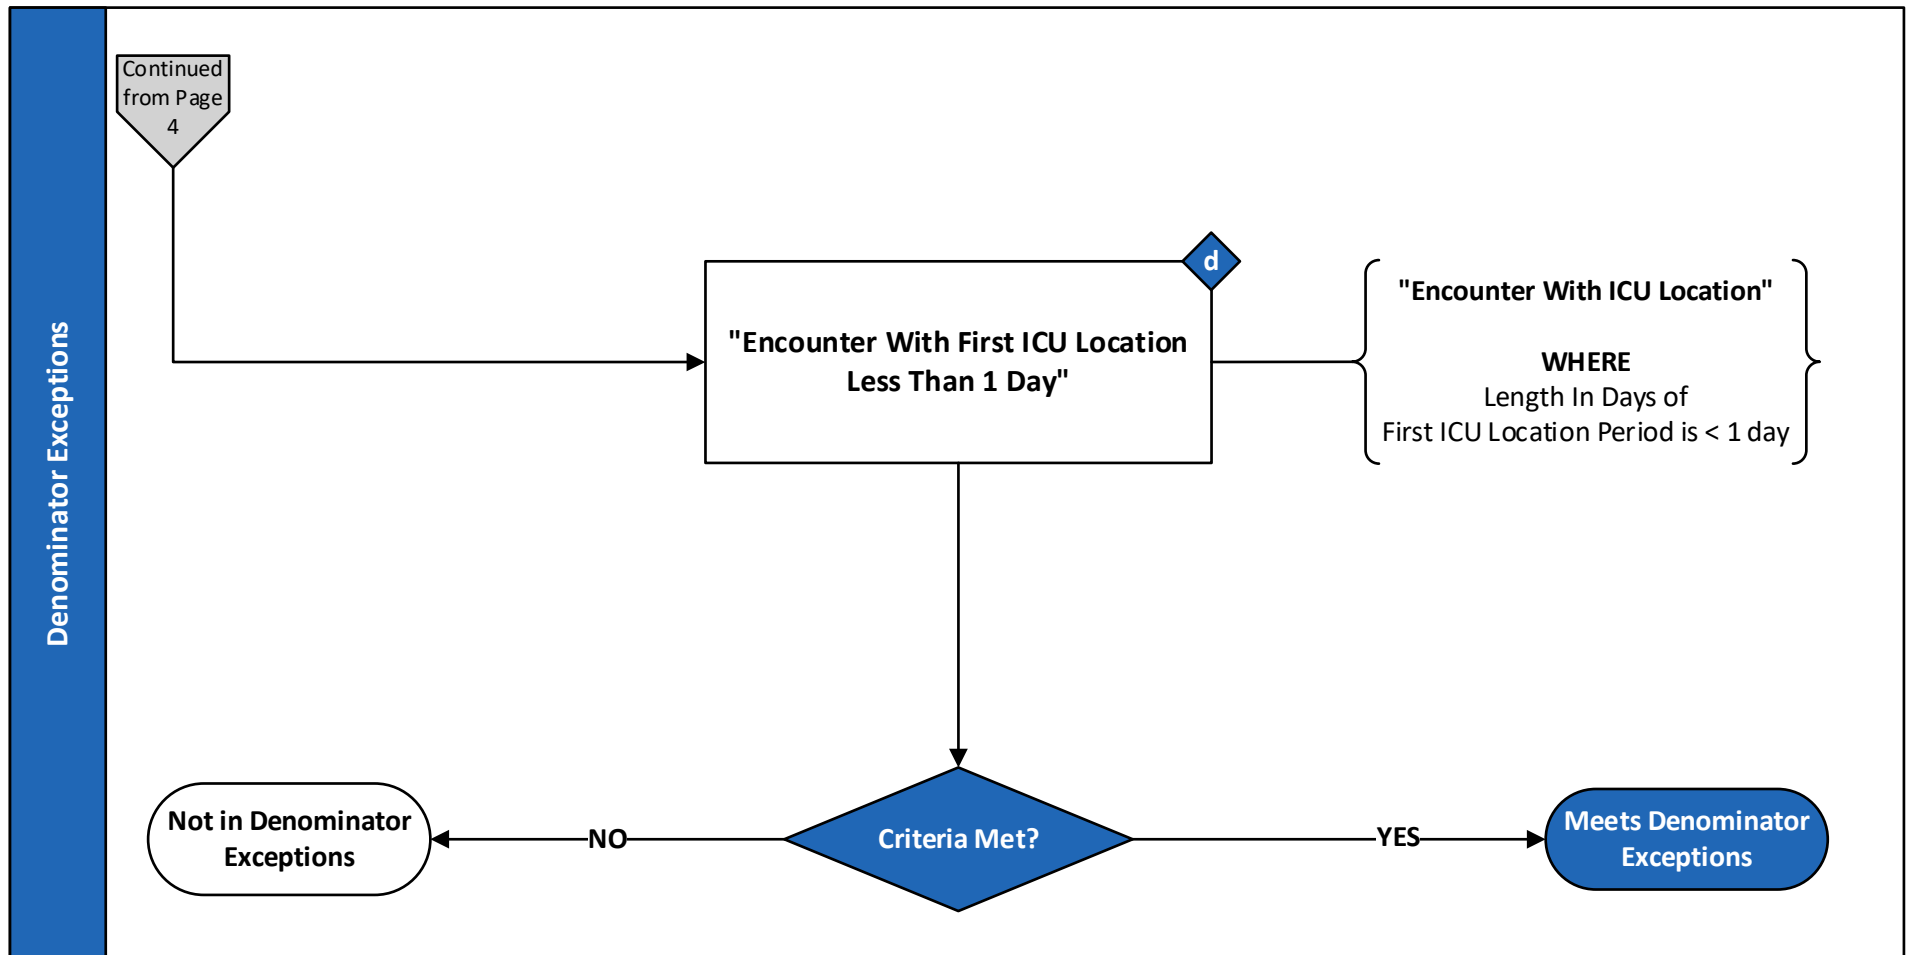 Denominator Exceptions
Continued
from Page
4
d
"Encounter With First ICU Location
Less Than 1 Day"
"Encounter With ICU Location"
WHERE
Length In Days of
First ICU Location Period is < 1 day
Not in Denominator
Exceptions
NO
Criteria Met?
YES
Meets Denominator
Exceptions